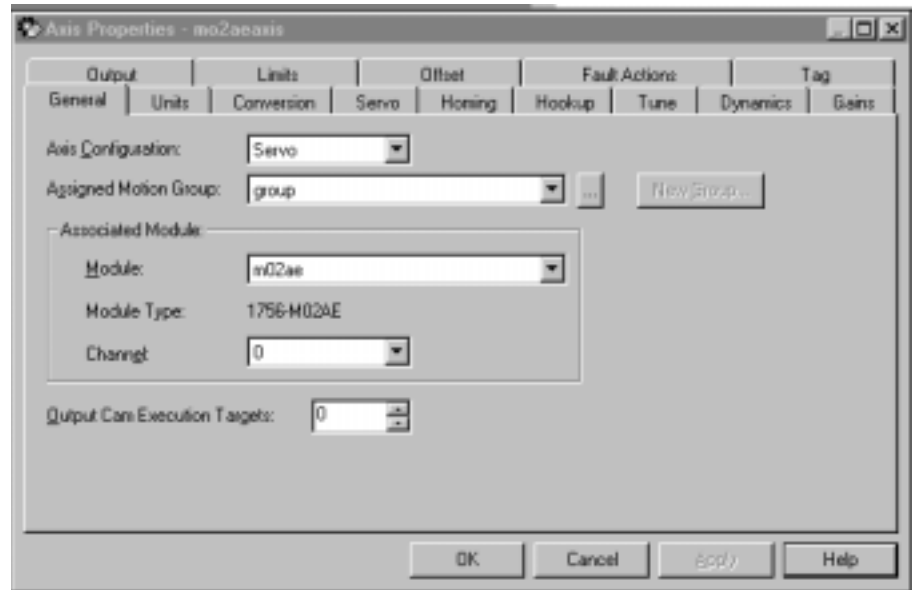 Axis Properties - mo2aeaxis
Output Limits Offset Fault Actions Tag
General Units Conversion Servo Homing Hookup Tune Dynamics Gains
Axis Configuration: Servo
Assigned Motion Group: group ... New Group...
Associated Module:
Module: m02ae
Module Type: 1756-M02AE
Channel: 0
Output Cam Execution Targets: 0
OK Cancel Apply Help